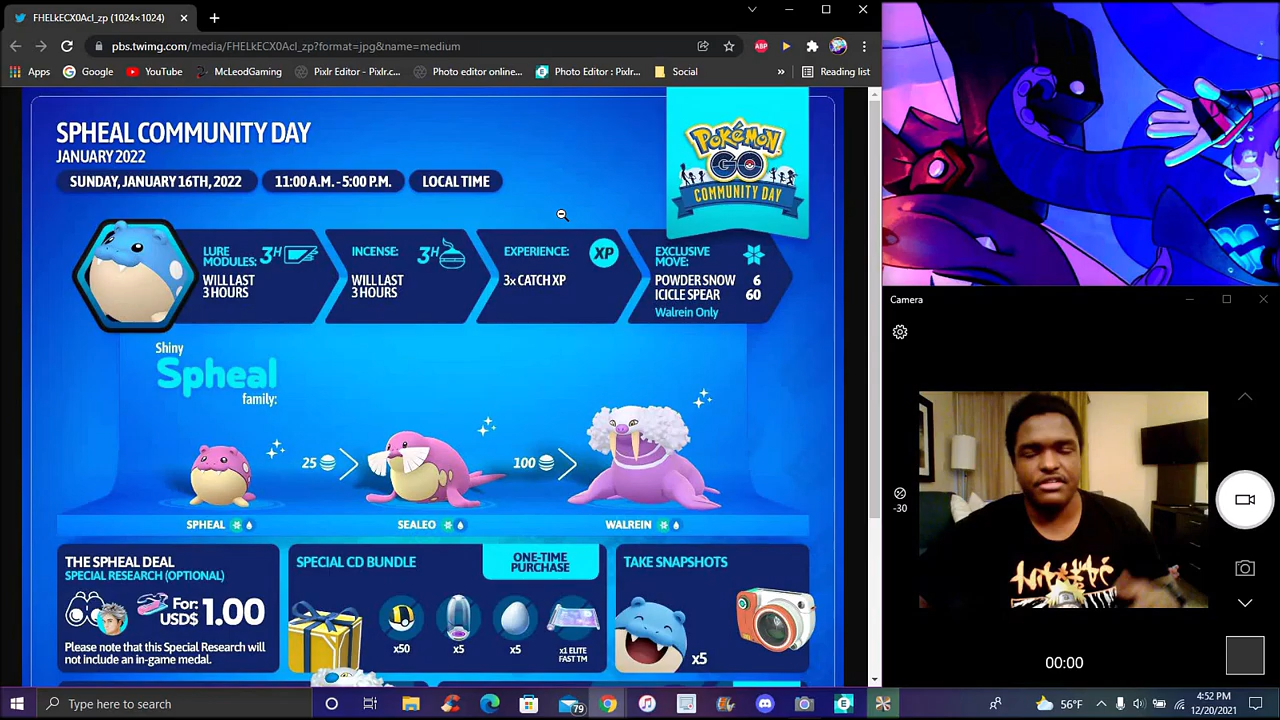 FHELkECX0AcI_zp (1024×1024)
pbs.twimg.com/media/FHELkECX0AcI_zp?format=jpg&name=medium
ABP
Apps Google YouTube McLeodGaming Pixlr Editor - Pixlr.c... Photo editor online... Photo Editor : Pixlr... Social » Reading list
SPHEAL COMMUNITY DAY
JANUARY 2022
SUNDAY, JANUARY 16TH, 2022 11:00 A.M. - 5:00 P.M. LOCAL TIME
POKéMON
GO
COMMUNITY DAY
LURE
MODULES: 3H
WILL LAST
3 HOURS
INCENSE: 3H
WILL LAST
3 HOURS
EXPERIENCE: XP
3x CATCH XP
EXCLUSIVE
MOVE:
POWDER SNOW 6
ICICLE SPEAR 60
Walrein Only
Shiny
Spheal
family:
25
100
SPHEAL
SEALEO
WALREIN
THE SPHEAL DEAL
SPECIAL RESEARCH (OPTIONAL)
For:
USD$ 1.00
Please note that this Special Research will
not include an in-game medal.
SPECIAL CD BUNDLE
ONE-TIME
PURCHASE
x50
x5
x5
x1 ELITE
FAST TM
TAKE SNAPSHOTS
x5
Camera
-30
00:00
Type here to search
79
56°F
4:52 PM
12/20/2021